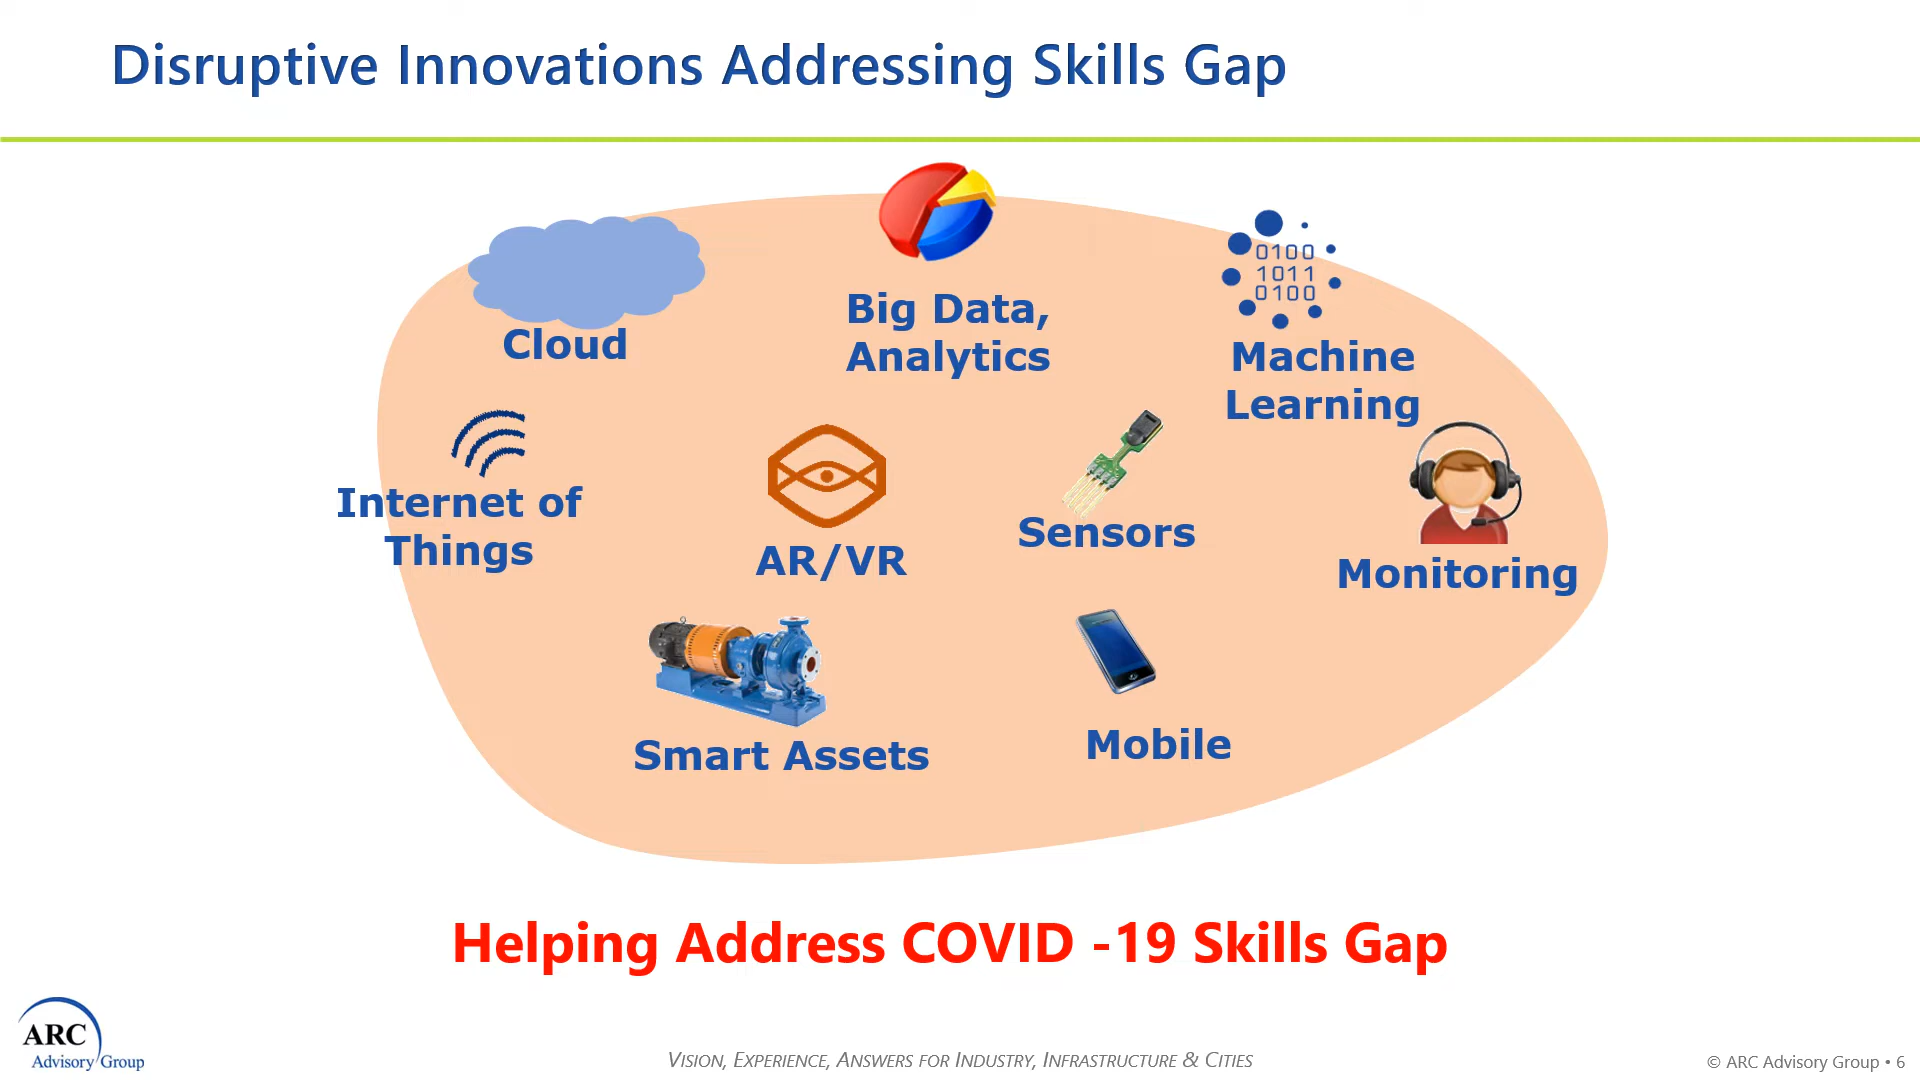 Disruptive Innovations Addressing Skills Gap
Cloud
Big Data,
Analytics
0100
1011
0100
Machine
Learning
Internet of
Things
AR/VR
Sensors
Monitoring
Smart Assets
Mobile
Helping Address COVID -19 Skills Gap
ARC
Advisory Group
VISION, EXPERIENCE, ANSWERS FOR INDUSTRY, INFRASTRUCTURE & CITIES
© ARC Advisory Group • 6